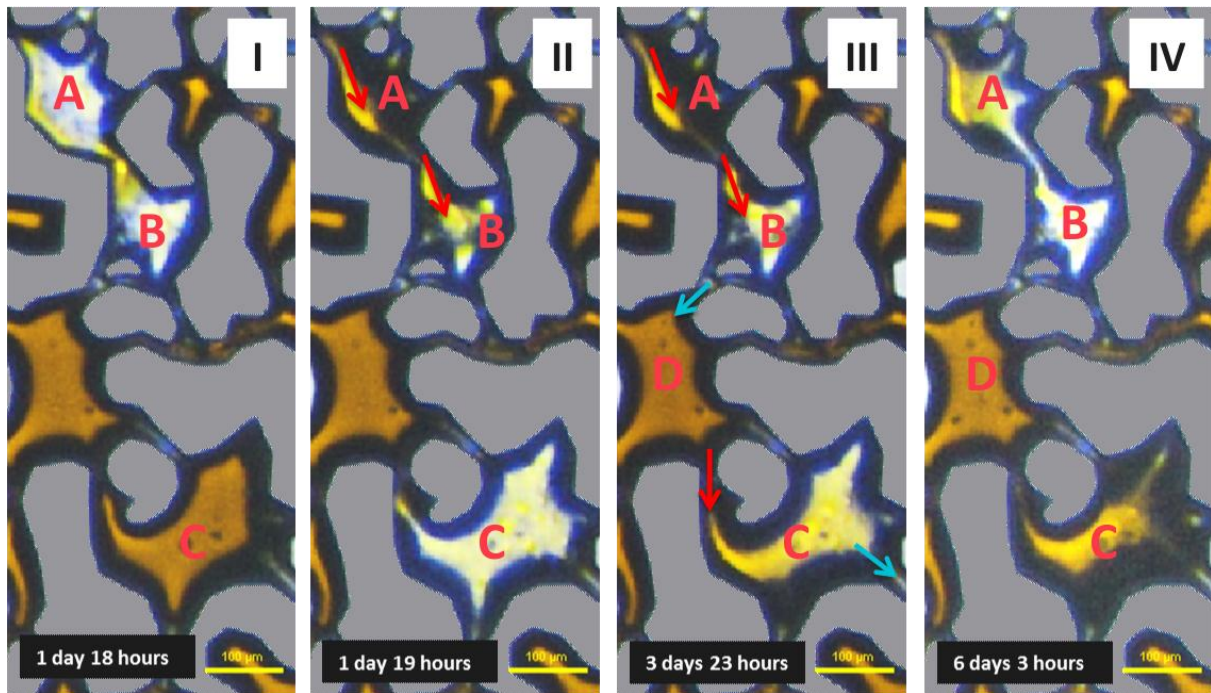 I
A
B
C
1 day 18 hours
100 µm
II
A
B
C
1 day 19 hours
100 µm
III
A
B
D
C
3 days 23 hours
100 µm
IV
A
B
D
C
6 days 3 hours
100 µm